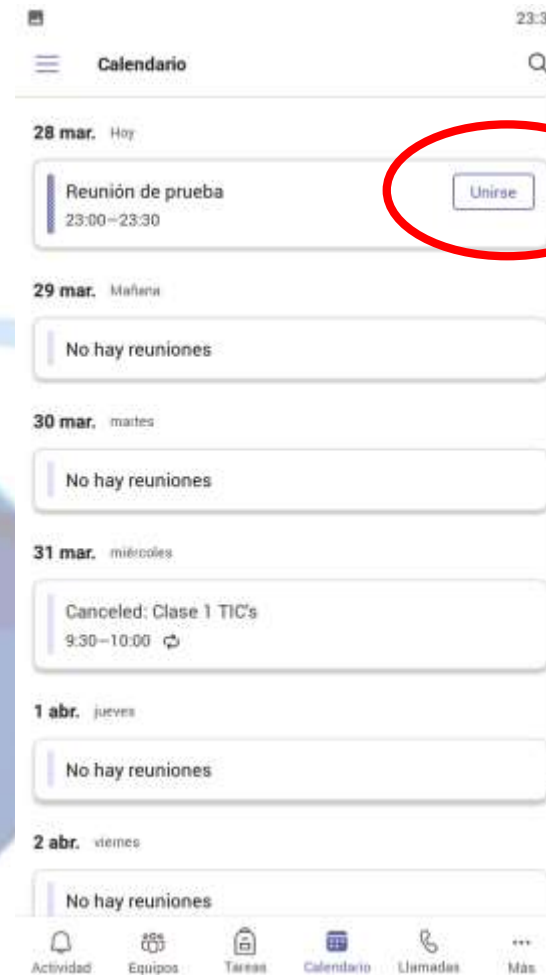 23:3
Calendario
28 mar. Hoy
Reunión de prueba
Unirse
23:00–23:30
29 mar. Mañana
No hay reuniones
30 mar. martes
No hay reuniones
31 mar. miércoles
Canceled: Clase 1 TIC's
9:30–10:00
1 abr. jueves
No hay reuniones
2 abr. viernes
No hay reuniones
Actividad Equipos Tareas Calendario Llamadas Más